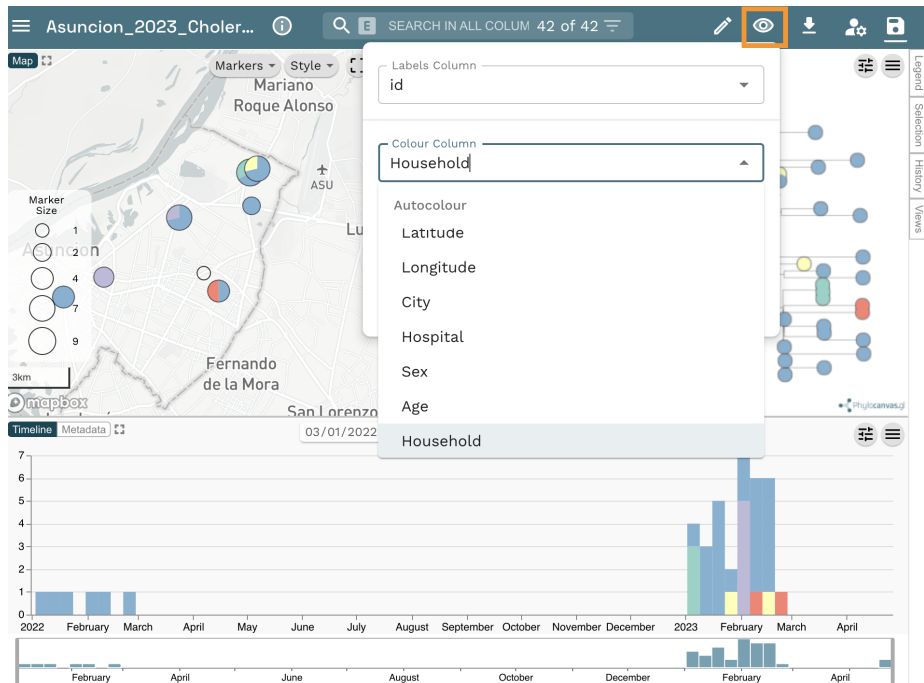 Asuncion_2023_Choler...
E SEARCH IN ALL COLUM 42 of 42
Map
Markers
Style
Mariano
Roque Alonso
ASU
Lu
Marker
Size
1
2
4
7
9
Asuncion
3km
mapbox
Fernando
de la Mora
San Lorenzo
Labels Column
id
Colour Column
Household
Autocolour
Latitude
Longitude
City
Hospital
Sex
Age
Household
Legend
Selection
History
Views
Phylocanvas.gl
Timeline
Metadata
03/01/2022
7
6
5
4
3
2
1
0
2022 February March April May June July August September October November December 2023 February March April
February April June August October December February April